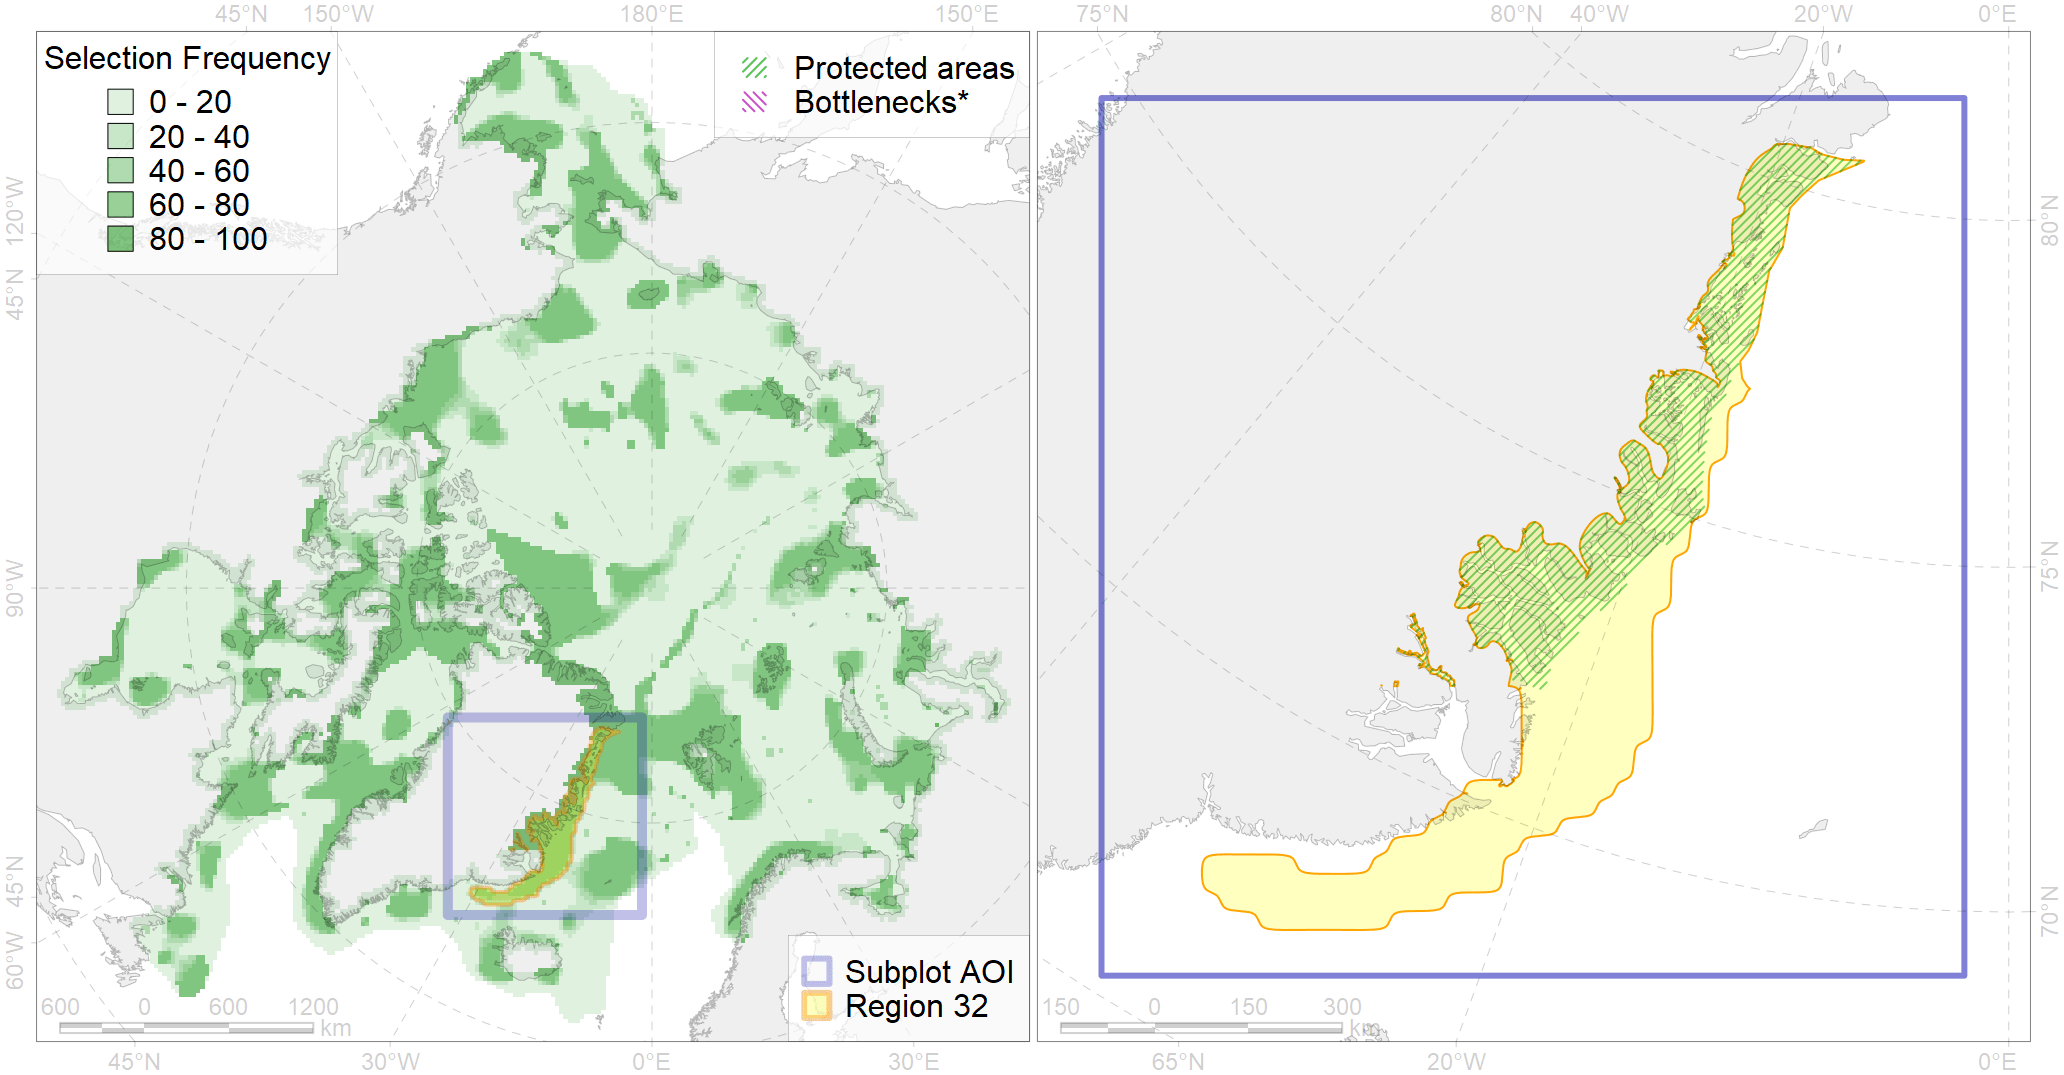 45°N 150°W 180°E 150°E 75°N 80°N 40°W 20°W 0°E
Selection Frequency
0 - 20
20 - 40
40 - 60
60 - 80
80 - 100
Protected areas
Bottlenecks*
120°W
45°N
90°W
45°N
60°W
80°N
75°N
70°N
Subplot AOI
Region 32
600 0 600 1200
km
150 0 150 300
km
45°N 30°W 0°E 30°E 65°N 20°W 0°E